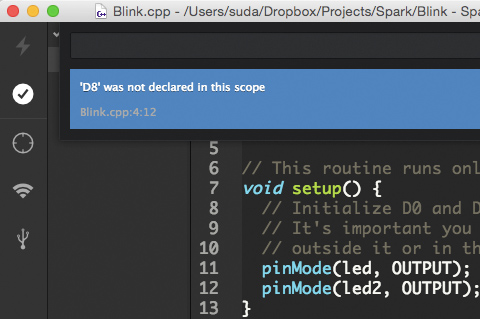 Blink.cpp - /Users/suda/Dropbox/Projects/Spark/Blink - Spa
'D8' was not declared in this scope
Blink.cpp:4:12
5
6 // This routine runs onl
7 void setup() {
8 // Initialize D0 and D
9 // It's important you
10 // outside it or in th
11 pinMode(led, OUTPUT);
12 pinMode(led2, OUTPUT);
13 }